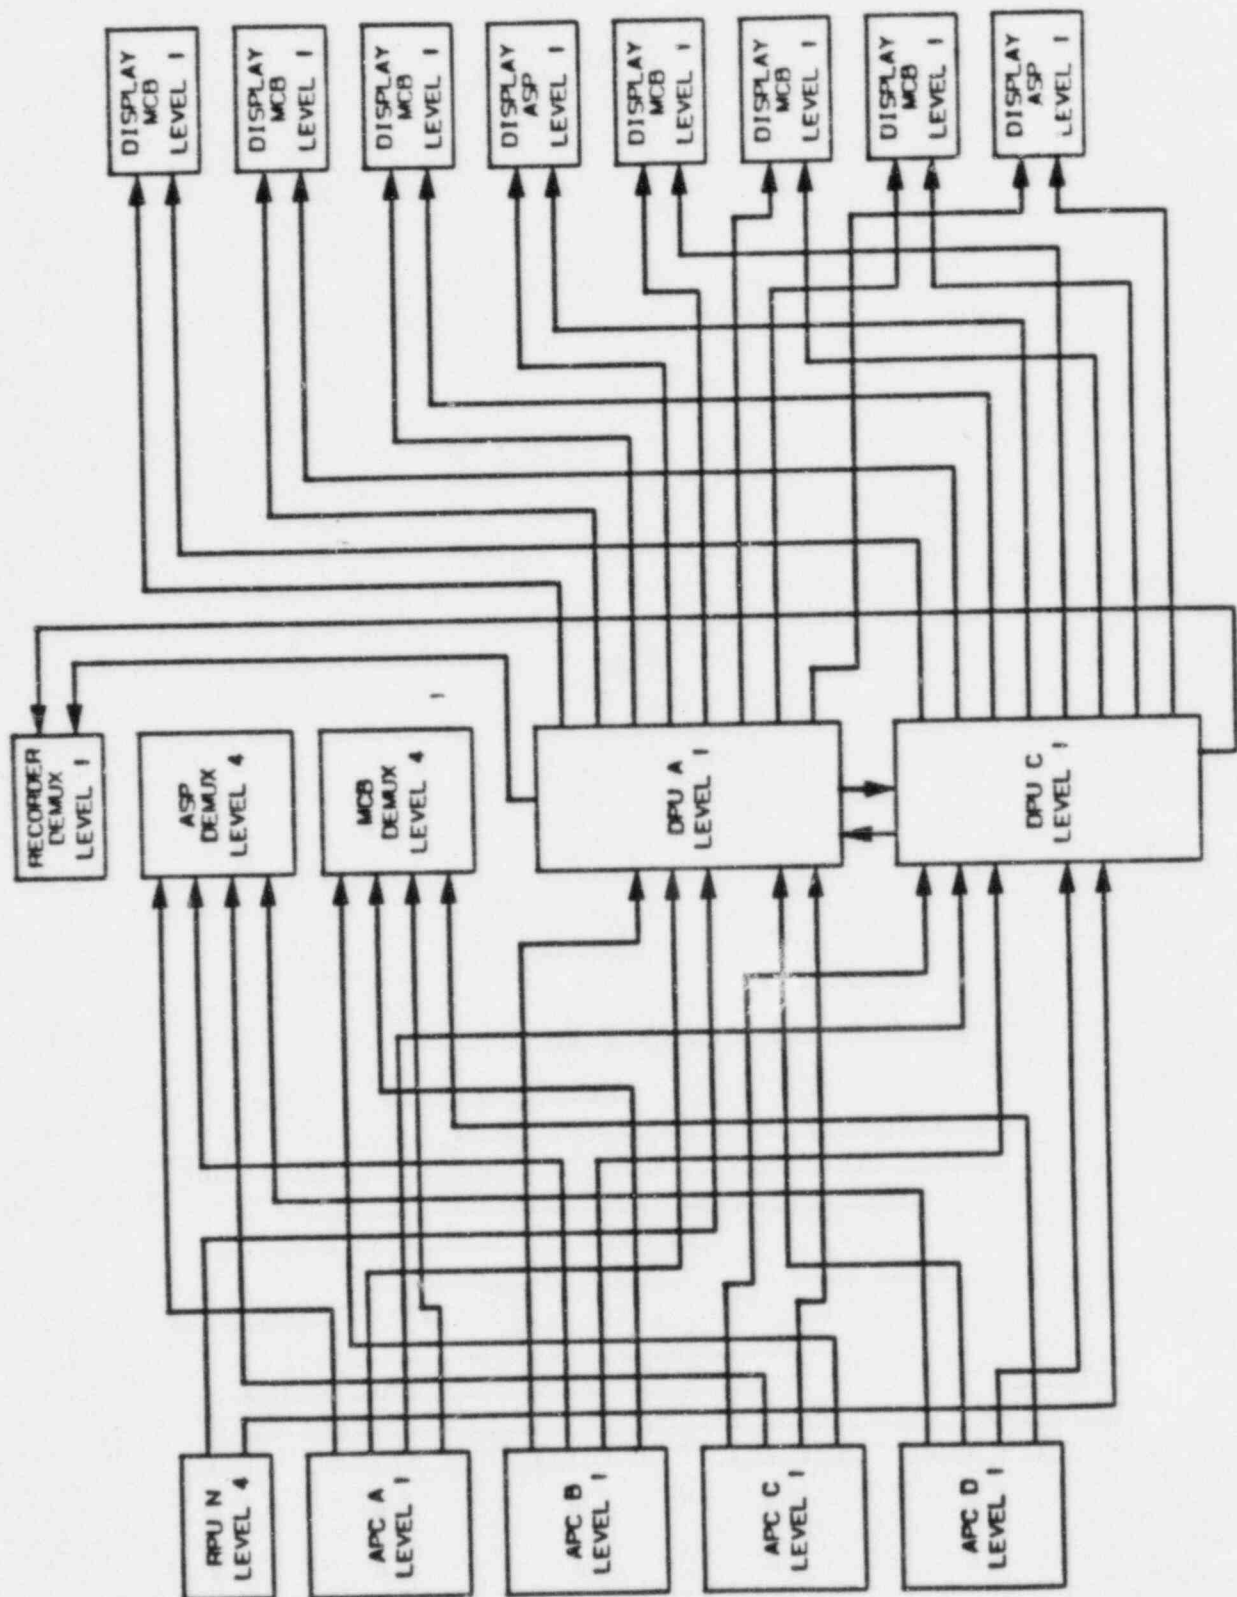 DISPLAY
MCB
LEVEL 1
DISPLAY
MCB
LEVEL 1
DISPLAY
MCB
LEVEL 1
DISPLAY
ASP
LEVEL 1
DISPLAY
MCB
LEVEL 1
DISPLAY
MCB
LEVEL 1
DISPLAY
MCB
LEVEL 1
DISPLAY
ASP
LEVEL 1
RECORDER
DEMUX
LEVEL 1
ASP
DEMUX
LEVEL 4
MCB
DEMUX
LEVEL 4
DPU A
LEVEL 1
DPU C
LEVEL 1
RPU N
LEVEL 4
APC A
LEVEL 1
APC B
LEVEL 1
APC C
LEVEL 1
APC D
LEVEL 1